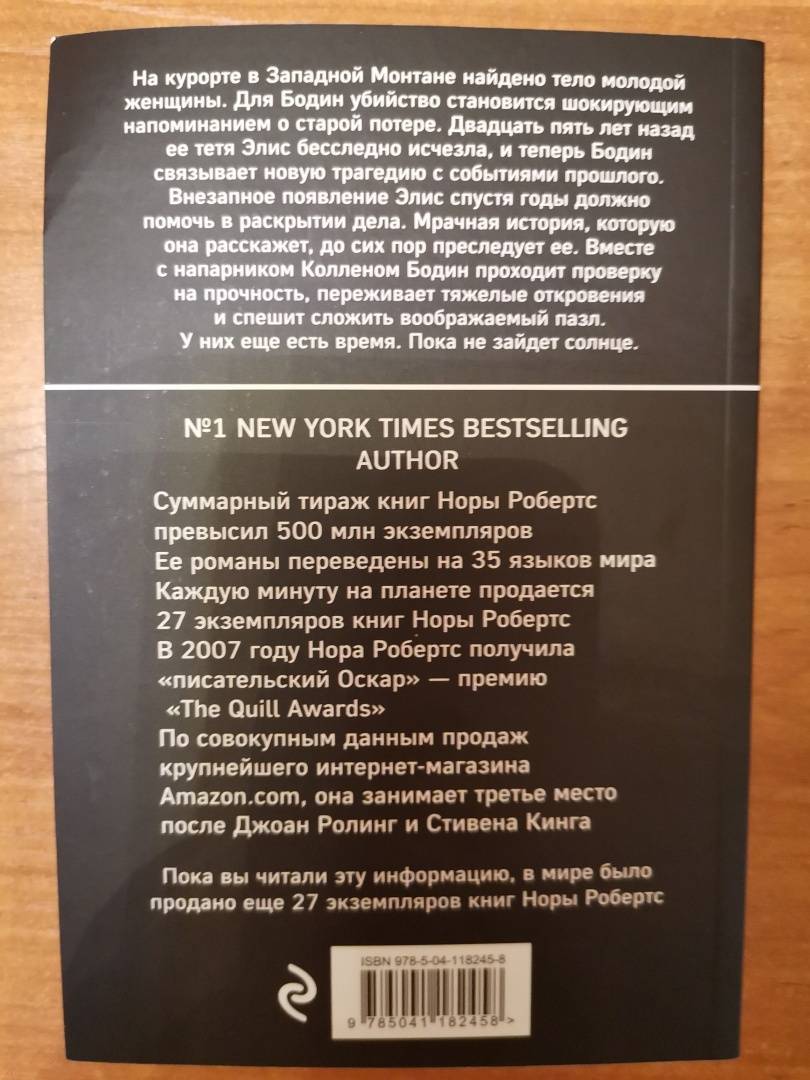 На курорте в Западной Монтане найдено тело молодой
женщины. Для Бодин убийство становится шокирующим
напоминанием о старой потере. Двадцать пять лет назад
ее тетя Элис бесследно исчезла, и теперь Бодин
связывает новую трагедию с событиями прошлого.
Внезапное появление Элис спустя годы должно
помочь в раскрытии дела. Мрачная история, которую
она расскажет, до сих пор преследует ее. Вместе
с напарником Колленом Бодин проходит проверку
на прочность, переживает тяжелые откровения
и спешит сложить воображаемый пазл.
У них еще есть время. Пока не зайдет солнце.
№1 NEW YORK TIMES BESTSELLING
AUTHOR
Суммарный тираж книг Норы Робертс
превысил 500 млн экземпляров
Ее романы переведены на 35 языков мира
Каждую минуту на планете продается
27 экземпляров книг Норы Робертс
В 2007 году Нора Робертс получила
«писательский Оскар» — премию
«The Quill Awards»
По совокупным данным продаж
крупнейшего интернет-магазина
Amazon.com, она занимает третье место
после Джоан Ролинг и Стивена Кинга
Пока вы читали эту информацию, в мире было
продано еще 27 экземпляров книг Норы Робертс
ISBN 978-5-04-118245-8
9 785041 182458 >